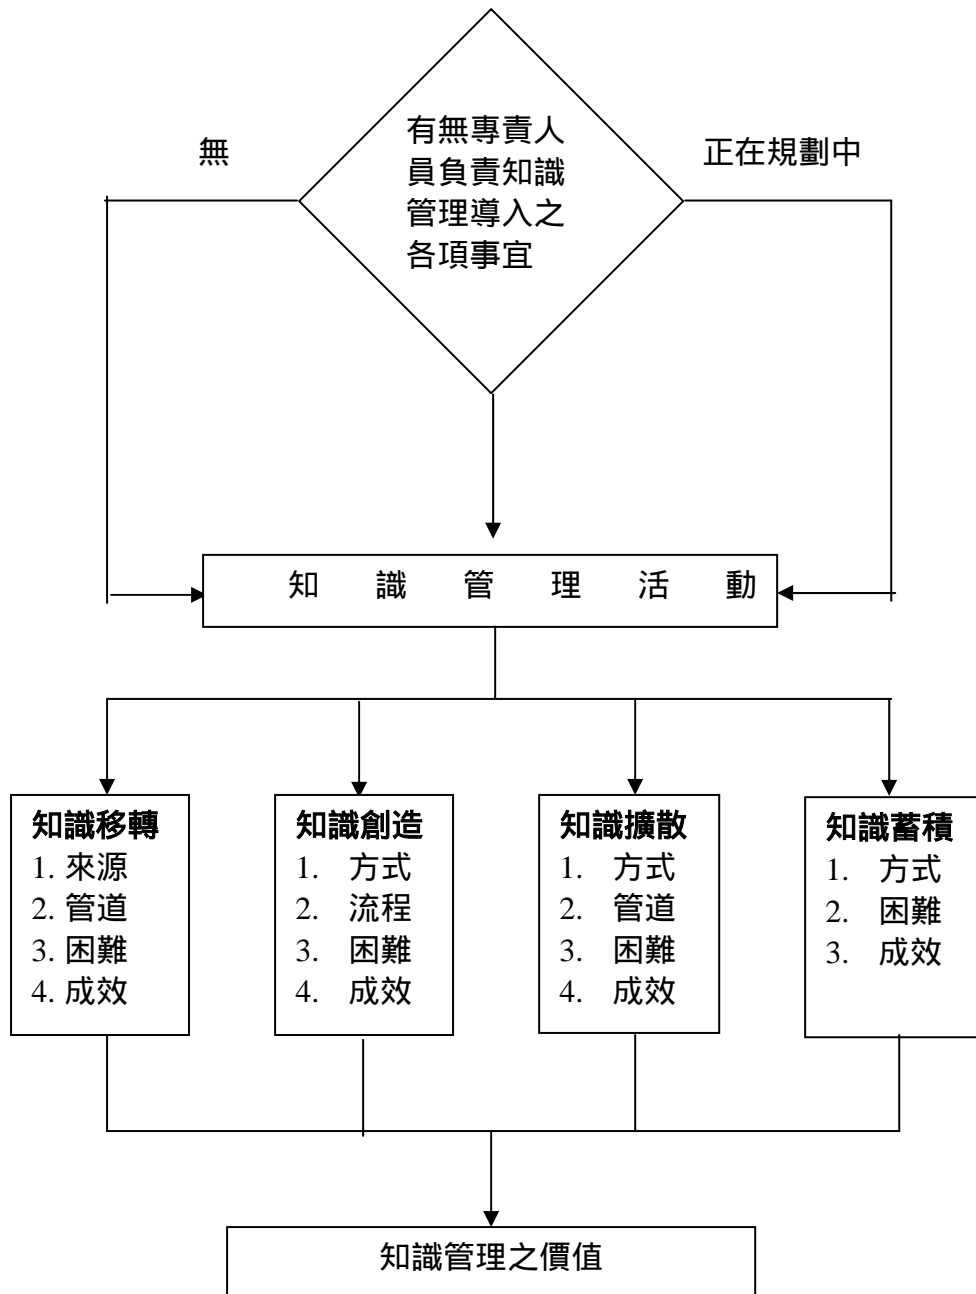 有無專責人
員負責知識
管理導入之
各項事宜
無
正在規劃中
知 識 管 理 活 動
知識移轉
1. 來源
2. 管道
3. 困難
4. 成效
知識創造
1. 方式
2. 流程
3. 困難
4. 成效
知識擴散
1. 方式
2. 管道
3. 困難
4. 成效
知識蓄積
1. 方式
2. 困難
3. 成效
知識管理之價值